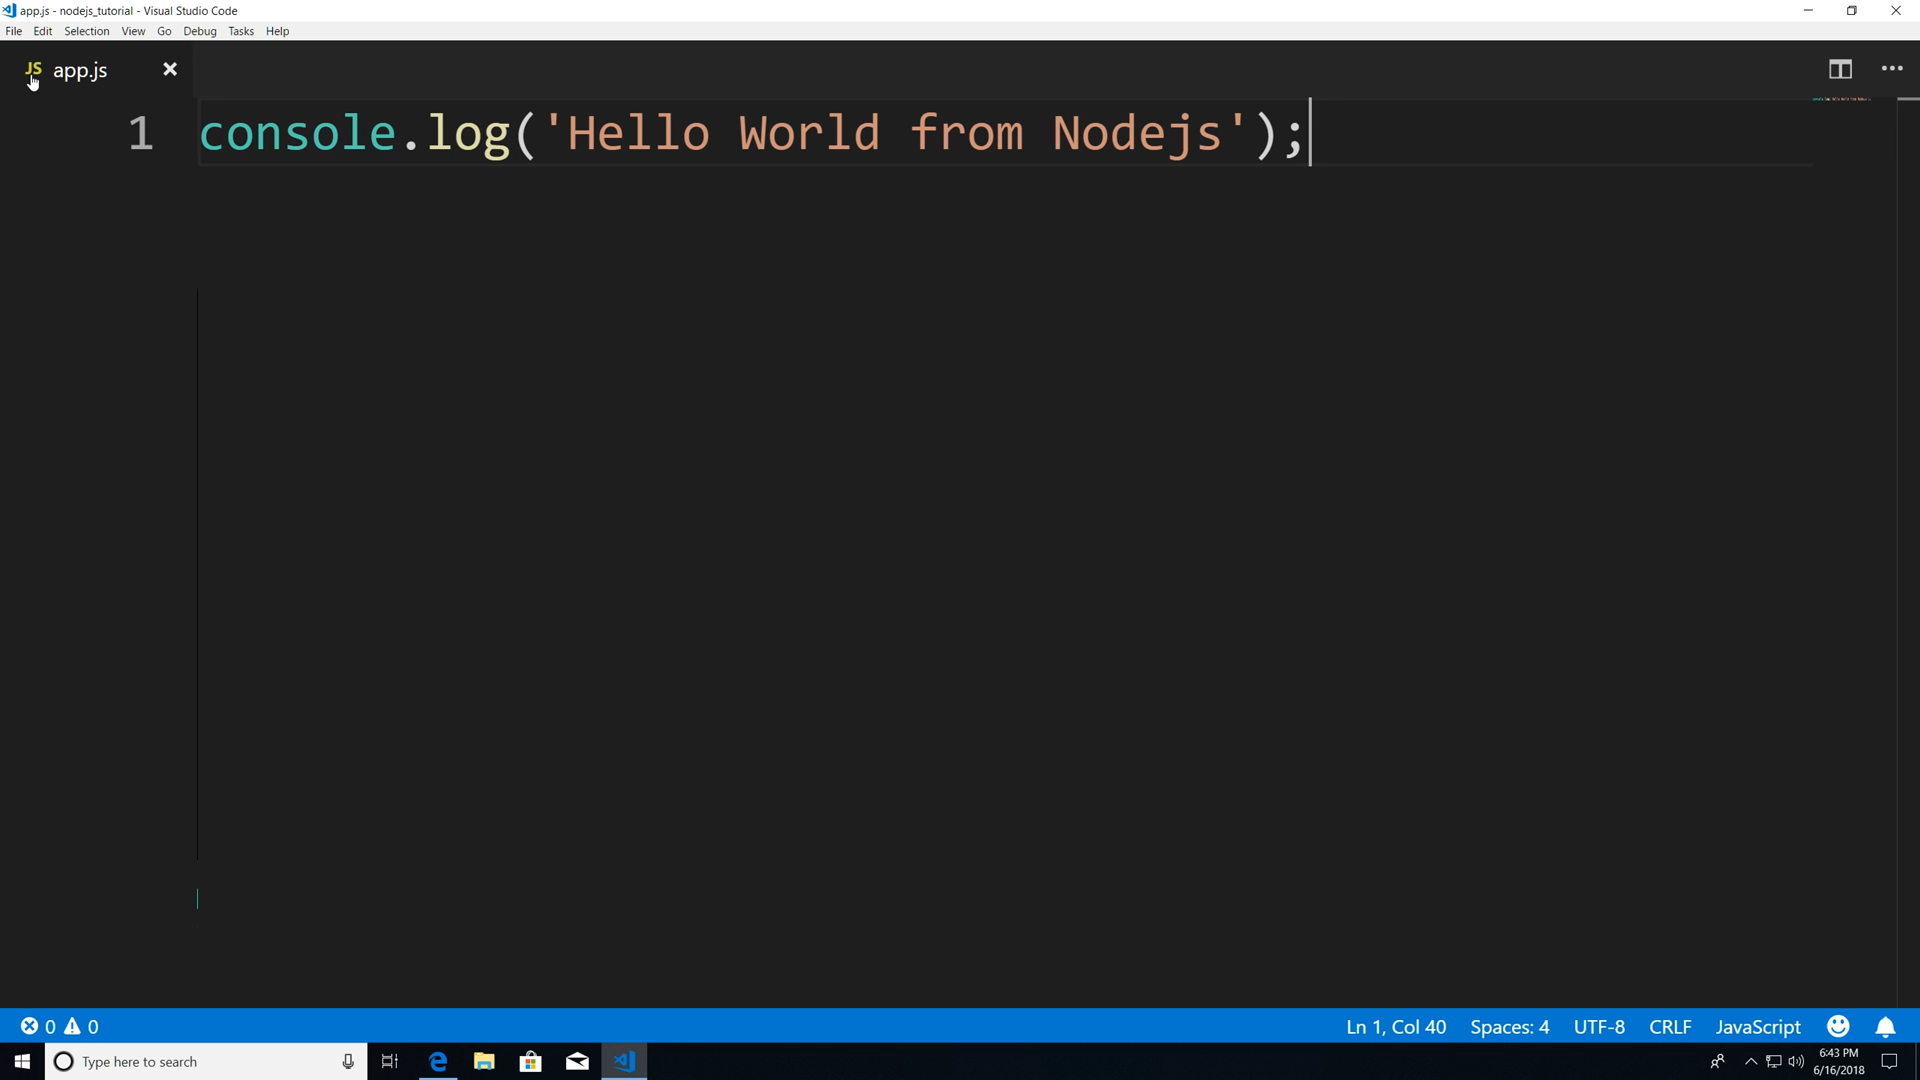 app.js - nodejs_tutorial - Visual Studio Code
File Edit Selection View Go Debug Tasks Help
JS app.js
1 console.log('Hello World from Nodejs');
0 0 Ln 1, Col 40 Spaces: 4 UTF-8 CRLF JavaScript
Type here to search
6:43 PM
6/16/2018